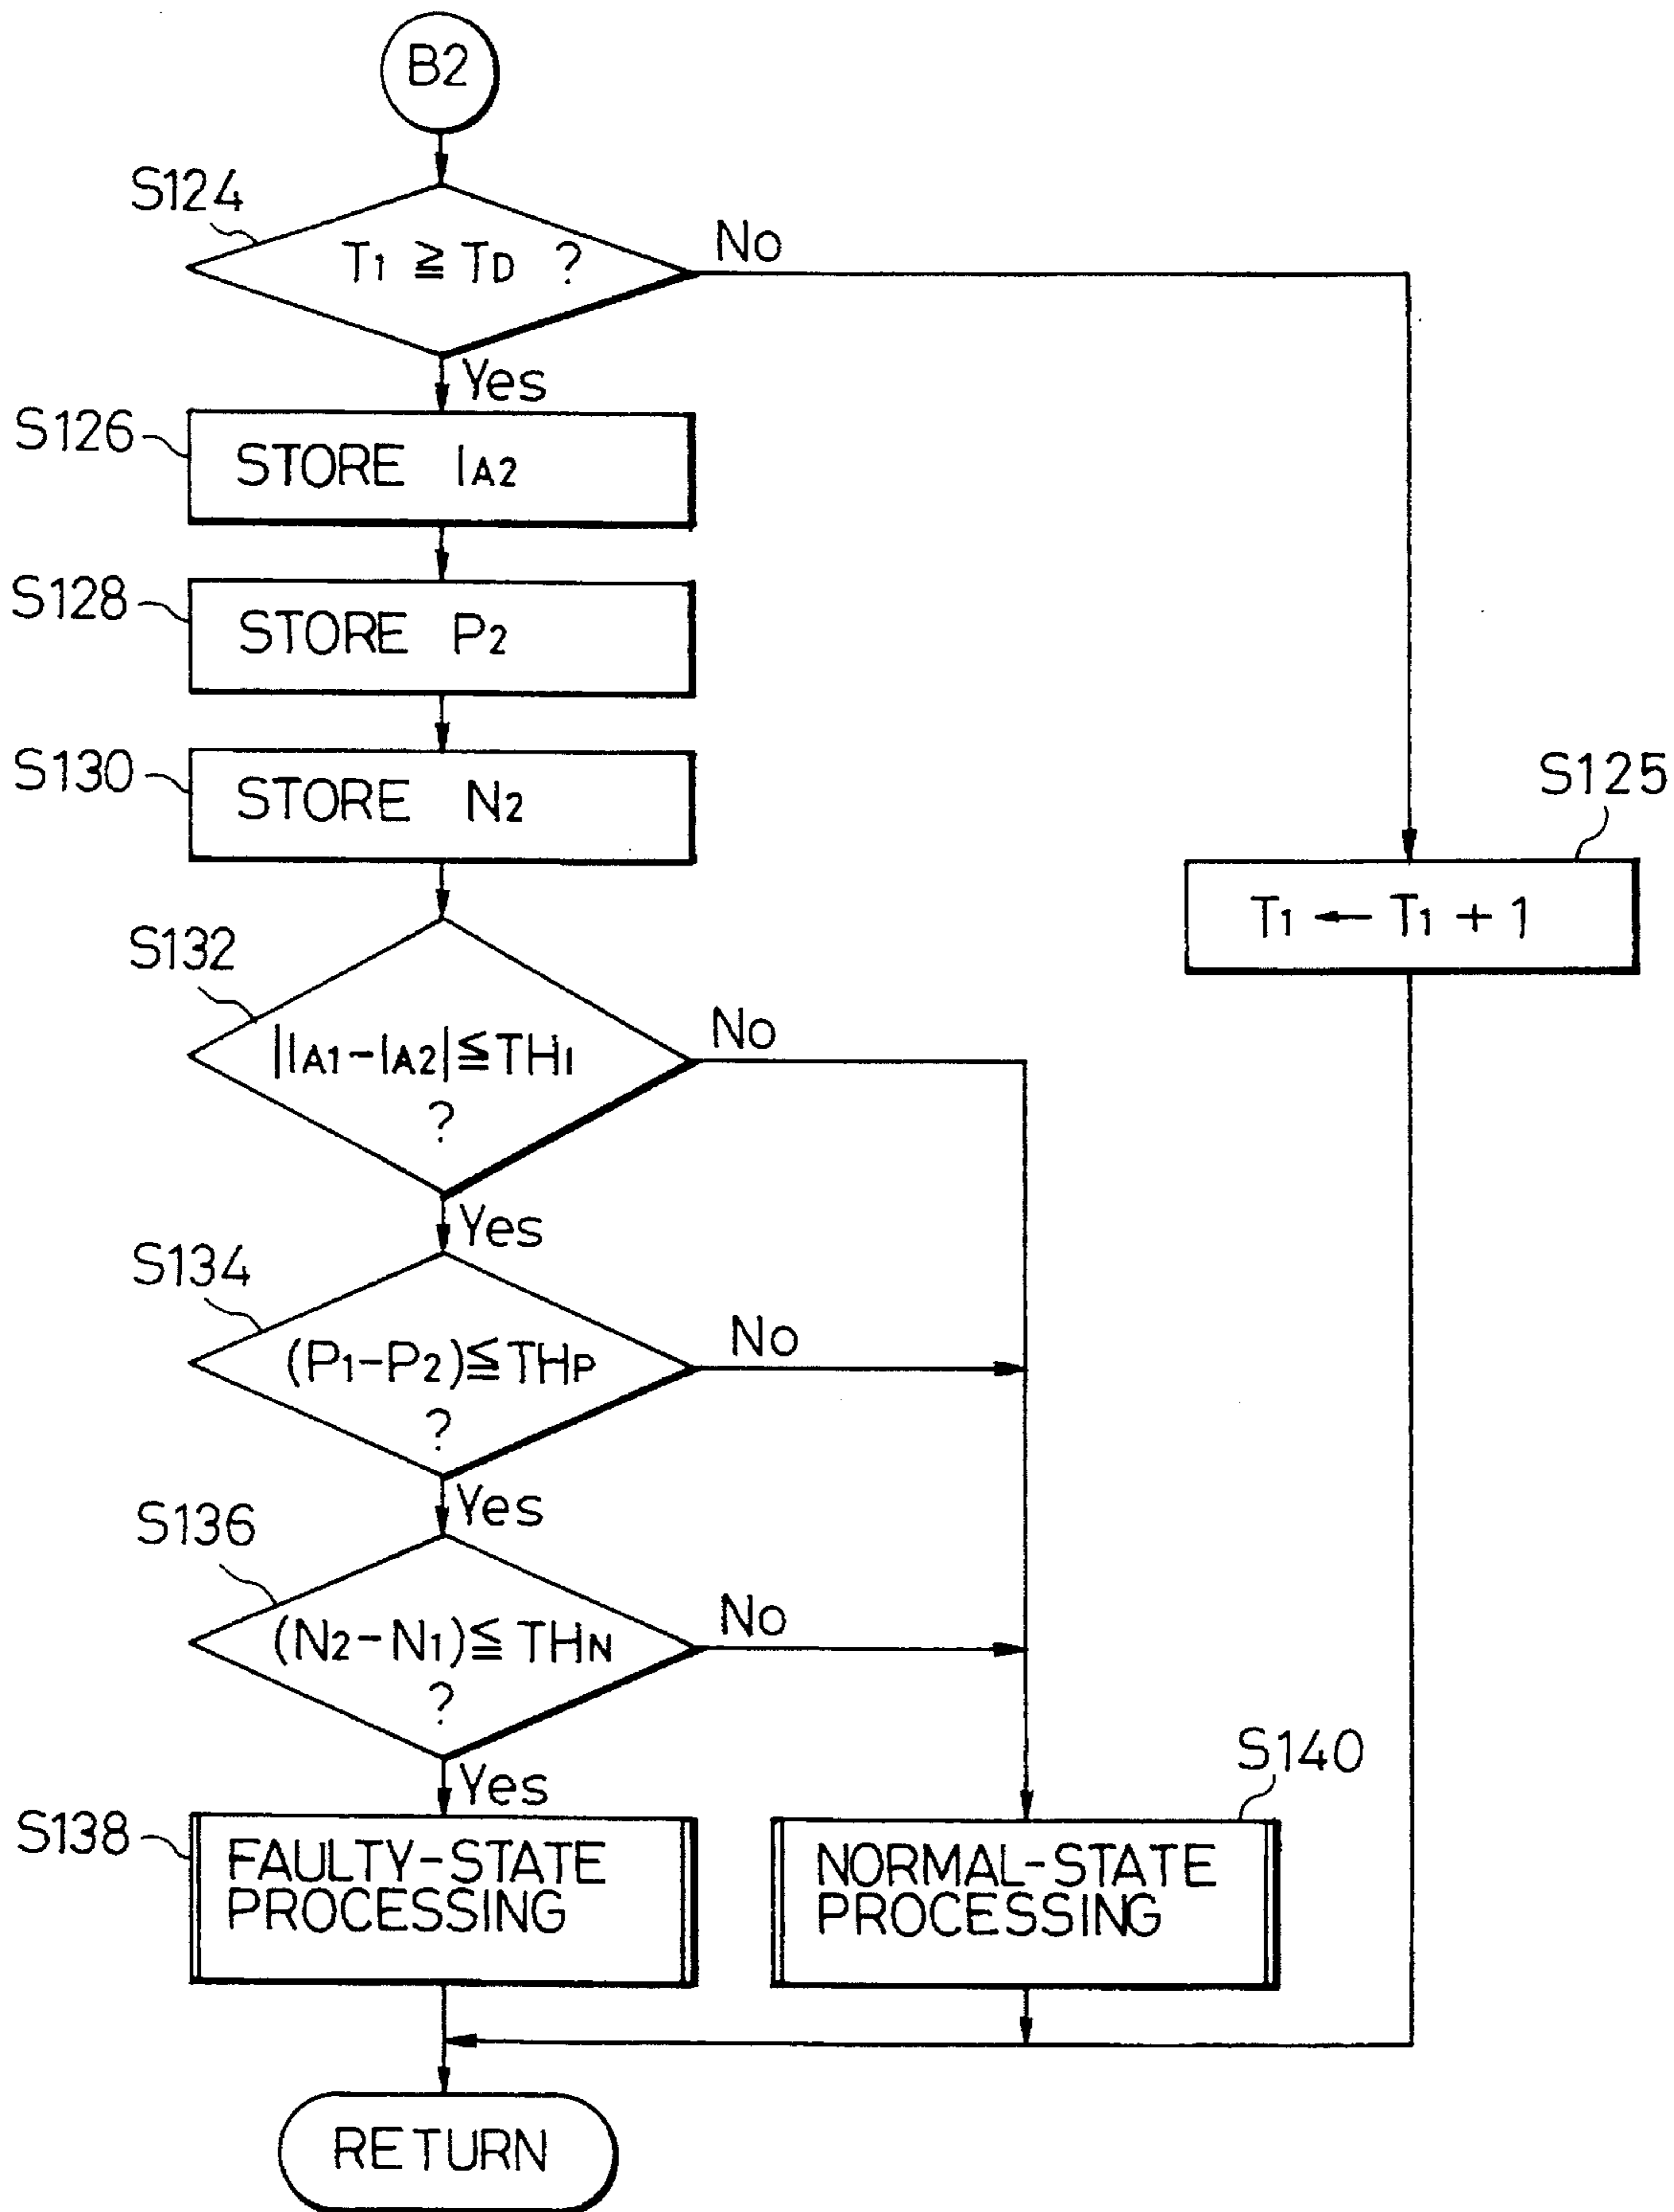 B2
S124
T1 ≧ TD ?
No
Yes
S126
STORE IA2
S128
STORE P2
S130
STORE N2
S125
T1 ← T1 + 1
S132
|IA1-IA2|≦THI
?
No
Yes
S134
(P1-P2)≦THP
?
No
Yes
S136
(N2-N1)≦THN
?
No
Yes
S138
FAULTY-STATE
PROCESSING
S140
NORMAL-STATE
PROCESSING
RETURN